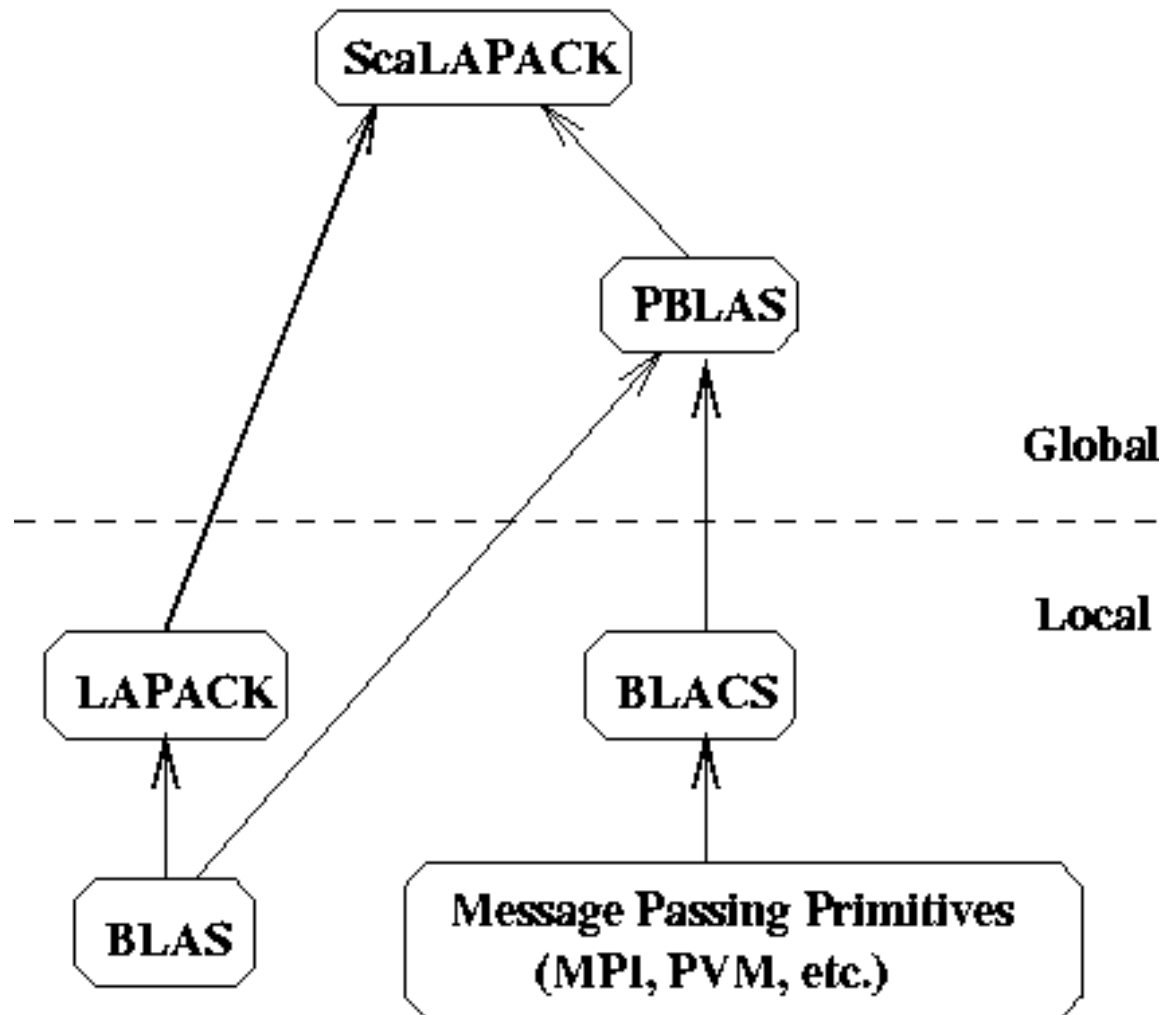 ScaLAPACK
PBLAS
Global
Local
LAPACK
BLACS
BLAS
Message Passing Primitives
(MPI, PVM, etc.)